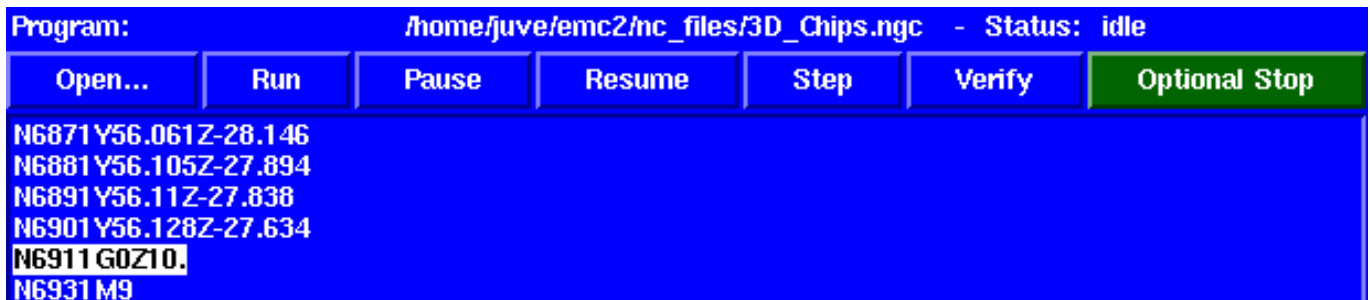 Program: /home/juve/emc2/nc_files/3D_Chips.ngc - Status: idle
Open... Run Pause Resume Step Verify Optional Stop
N6871Y56.061Z-28.146
N6881Y56.105Z-27.894
N6891Y56.11Z-27.838
N6901Y56.128Z-27.634
N6911G0Z10.
N6931M9